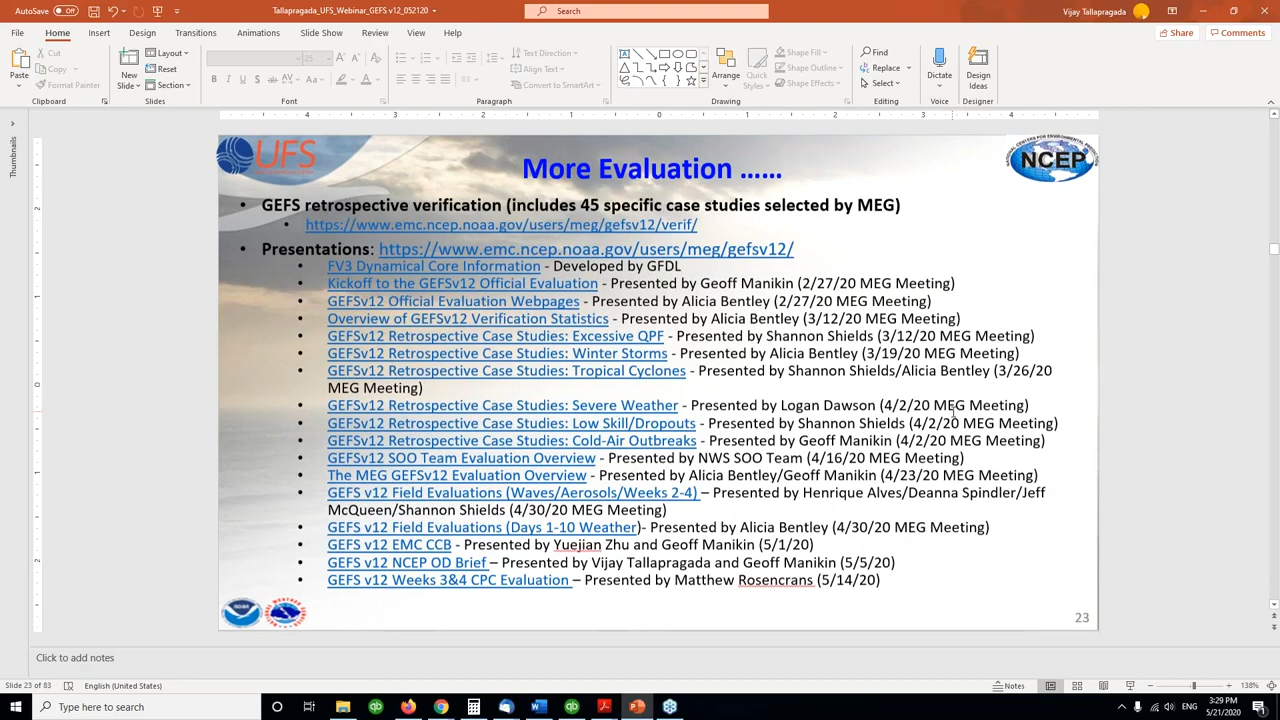 AutoSave Off
Tallapragada_UFS_Webinar_GEFS v12_052120
Search
Vijay Tallapragada
File Home Insert Design Transitions Animations Slide Show Review View Help
Share Comments
Paste
Cut
Copy
Format Painter
Clipboard
New
Slide
Layout
Reset
Section
Slides
25
Font
Text Direction
Align Text
Convert to SmartArt
Paragraph
Arrange
Quick
Styles
Shape Fill
Shape Outline
Shape Effects
Drawing
Find
Replace
Select
Editing
Dictate
Voice
Design
Ideas
Designer
4 3 2 1 0 1 2 3 4
Thumbnails
UFS
NCEP
More Evaluation ……
• GEFS retrospective verification (includes 45 specific case studies selected by MEG)
• https://www.emc.ncep.noaa.gov/users/meg/gefsv12/verif/
• Presentations: https://www.emc.ncep.noaa.gov/users/meg/gefsv12/
• FV3 Dynamical Core Information - Developed by GFDL
• Kickoff to the GEFSv12 Official Evaluation - Presented by Geoff Manikin (2/27/20 MEG Meeting)
• GEFSv12 Official Evaluation Webpages - Presented by Alicia Bentley (2/27/20 MEG Meeting)
• Overview of GEFSv12 Verification Statistics - Presented by Alicia Bentley (3/12/20 MEG Meeting)
• GEFSv12 Retrospective Case Studies: Excessive QPF - Presented by Shannon Shields (3/12/20 MEG Meeting)
• GEFSv12 Retrospective Case Studies: Winter Storms - Presented by Alicia Bentley (3/19/20 MEG Meeting)
• GEFSv12 Retrospective Case Studies: Tropical Cyclones - Presented by Shannon Shields/Alicia Bentley (3/26/20
MEG Meeting)
• GEFSv12 Retrospective Case Studies: Severe Weather - Presented by Logan Dawson (4/2/20 MEG Meeting)
• GEFSv12 Retrospective Case Studies: Low Skill/Dropouts - Presented by Shannon Shields (4/2/20 MEG Meeting)
• GEFSv12 Retrospective Case Studies: Cold-Air Outbreaks - Presented by Geoff Manikin (4/2/20 MEG Meeting)
• GEFSv12 SOO Team Evaluation Overview - Presented by NWS SOO Team (4/16/20 MEG Meeting)
• The MEG GEFSv12 Evaluation Overview - Presented by Alicia Bentley/Geoff Manikin (4/23/20 MEG Meeting)
• GEFS v12 Field Evaluations (Waves/Aerosols/Weeks 2-4) – Presented by Henrique Alves/Deanna Spindler/Jeff
McQueen/Shannon Shields (4/30/20 MEG Meeting)
• GEFS v12 Field Evaluations (Days 1-10 Weather)- Presented by Alicia Bentley (4/30/20 MEG Meeting)
• GEFS v12 EMC CCB - Presented by Yuejian Zhu and Geoff Manikin (5/1/20)
• GEFS v12 NCEP OD Brief – Presented by Vijay Tallapragada and Geoff Manikin (5/5/20)
• GEFS v12 Weeks 3&4 CPC Evaluation – Presented by Matthew Rosencrans (5/14/20)
23
Click to add notes
Slide 23 of 83 English (United States)
Notes
138%
Type here to search
ENG
3:29 PM
5/21/2020